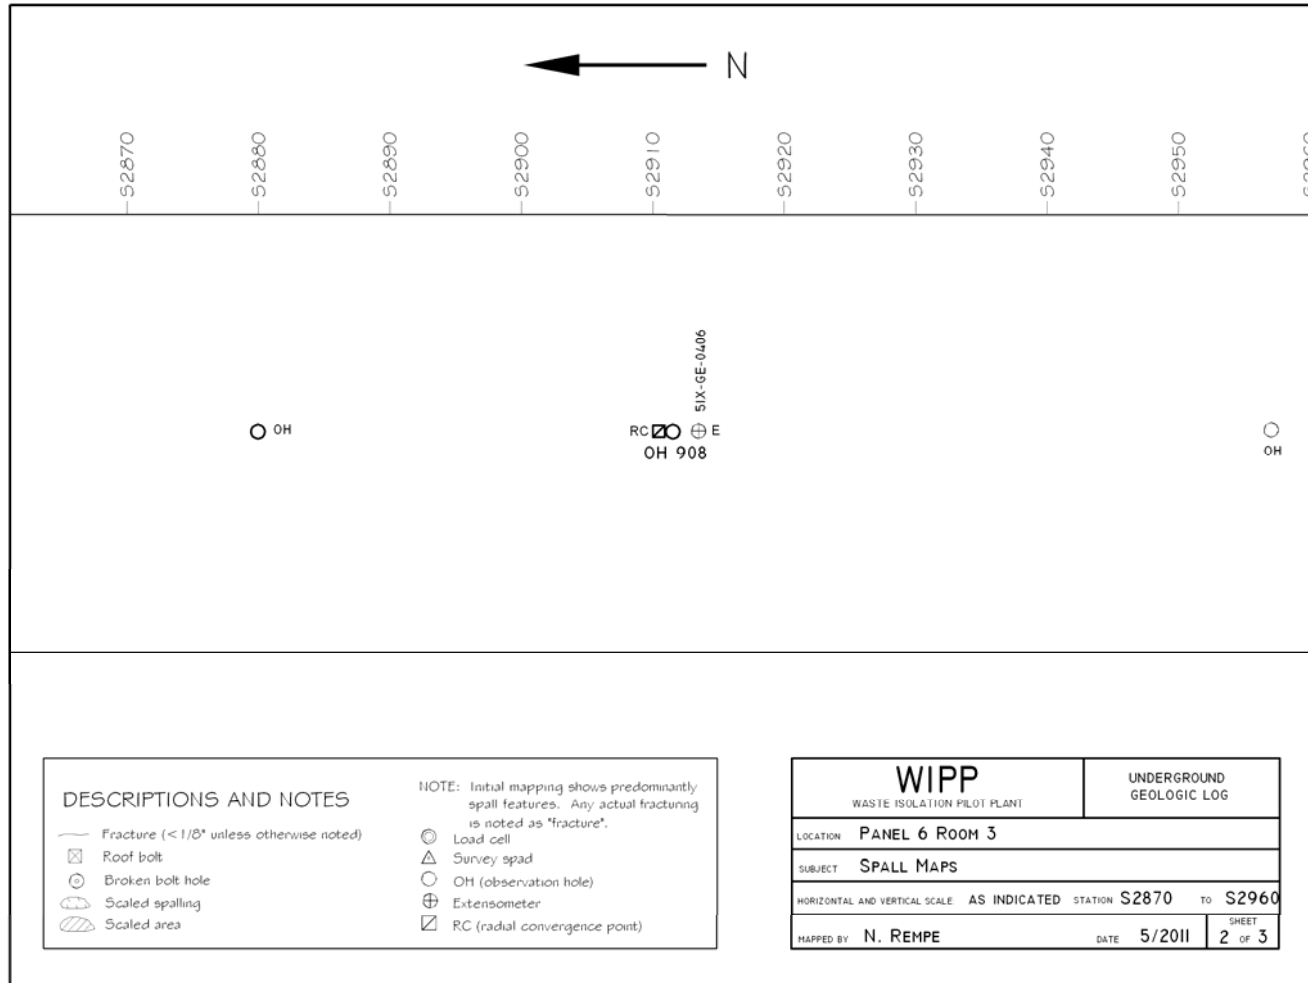 N
S2870
S2880
S2890
S2900
S2910
S2920
S2930
S2940
S2950
S2960
51X-GE-0406
OH
RC
E
OH 908
OH
DESCRIPTIONS AND NOTES
Fracture (<1/8" unless otherwise noted)
Roof bolt
Broken bolt hole
Scaled spalling
Scaled area
NOTE: Initial mapping shows predominantly
spall features. Any actual fracturing
is noted as "fracture".
Load cell
Survey spad
OH (observation hole)
Extensometer
RC (radial convergence point)
WIPP
WASTE ISOLATION PILOT PLANT
UNDERGROUND
GEOLOGIC LOG
LOCATION PANEL 6 ROOM 3
SUBJECT SPALL MAPS
HORIZONTAL AND VERTICAL SCALE AS INDICATED STATION S2870 TO S2960
MAPPED BY N. REMPE DATE 5/2011
SHEET
2 OF 3